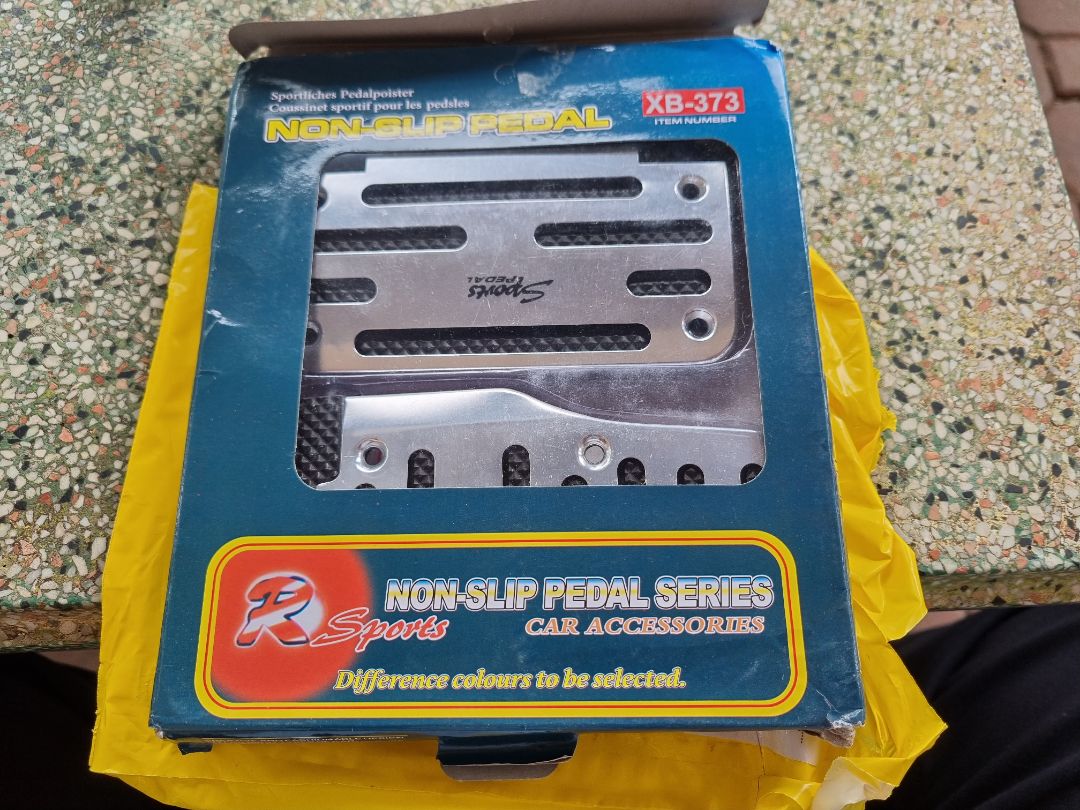 Sportliches Pedalpoister
Coussinet sportif pour les pedsles
NON-SLIP PEDAL
XB-373
ITEM NUMBER
Sports
PEDAL
R Sports
NON-SLIP PEDAL SERIES
CAR ACCESSORIES
Difference colours to be selected.